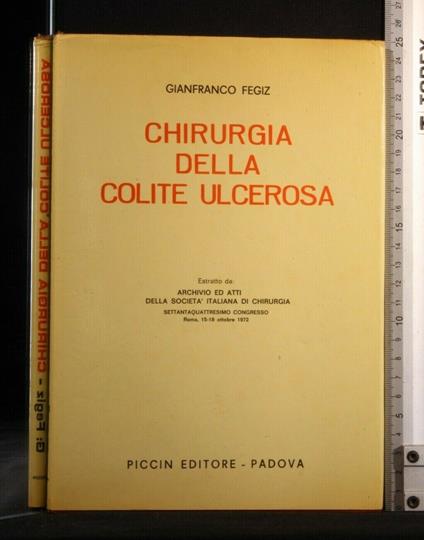 GIANFRANCO FEGIZ
CHIRURGIA
DELLA
COLITE ULCEROSA
Estratto da:
ARCHIVIO ED ATTI
DELLA SOCIETA' ITALIANA DI CHIRURGIA
SETTANTAQUATTRESIMO CONGRESSO
Roma, 15-18 ottobre 1972
PICCIN EDITORE - PADOVA
G. Fegiz - CHIRURGIA DELLA COLITE ULCEROSA